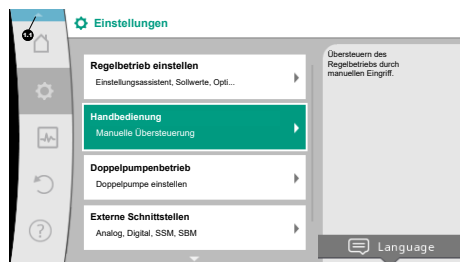 1.1
Einstellungen
Regelbetrieb einstellen
Einstellungsassistent, Sollwerte, Opti...
Handbedienung
Manuelle Übersteuerung
Doppelpumpenbetrieb
Doppelpumpe einstellen
Externe Schnittstellen
Analog, Digital, SSM, SBM
Übersteuern des
Regelbetriebs durch
manuellen Eingriff.
Language